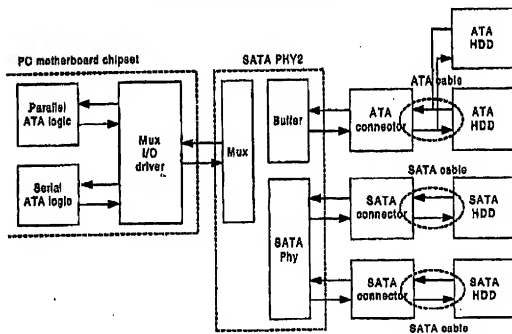 PC motherboard chipset
Parallel
ATA logic
Serial
ATA logic
Mux
I/O
driver
SATA PHY2
Mux
Buffer
SATA
Phy
ATA
connector
SATA
connector
SATA
connector
ATA
HDD
ATA cable
ATA
HDD
SATA cable
SATA
HDD
SATA
HDD
SATA cable